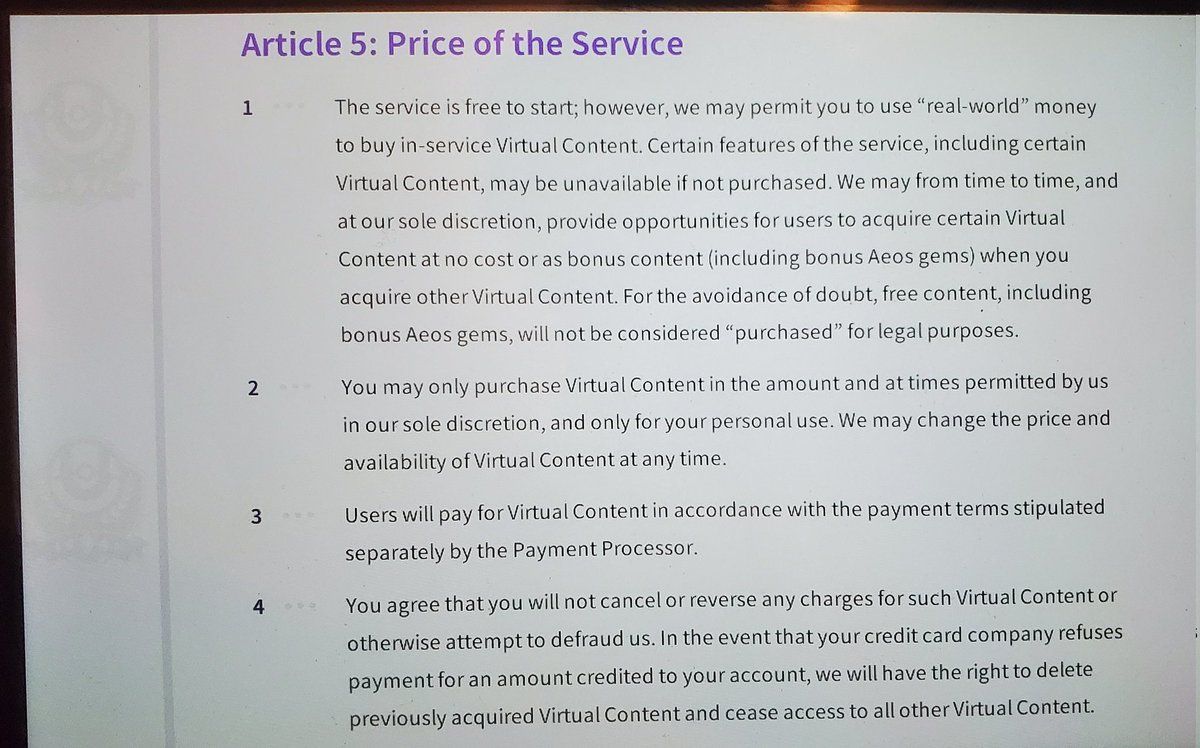 Article 5: Price of the Service
1 The service is free to start; however, we may permit you to use “real-world” money
to buy in-service Virtual Content. Certain features of the service, including certain
Virtual Content, may be unavailable if not purchased. We may from time to time, and
at our sole discretion, provide opportunities for users to acquire certain Virtual
Content at no cost or as bonus content (including bonus Aeos gems) when you
acquire other Virtual Content. For the avoidance of doubt, free content, including
bonus Aeos gems, will not be considered “purchased” for legal purposes.
2 You may only purchase Virtual Content in the amount and at times permitted by us
in our sole discretion, and only for your personal use. We may change the price and
availability of Virtual Content at any time.
3 Users will pay for Virtual Content in accordance with the payment terms stipulated
separately by the Payment Processor.
4 You agree that you will not cancel or reverse any charges for such Virtual Content or
otherwise attempt to defraud us. In the event that your credit card company refuses
payment for an amount credited to your account, we will have the right to delete
previously acquired Virtual Content and cease access to all other Virtual Content.